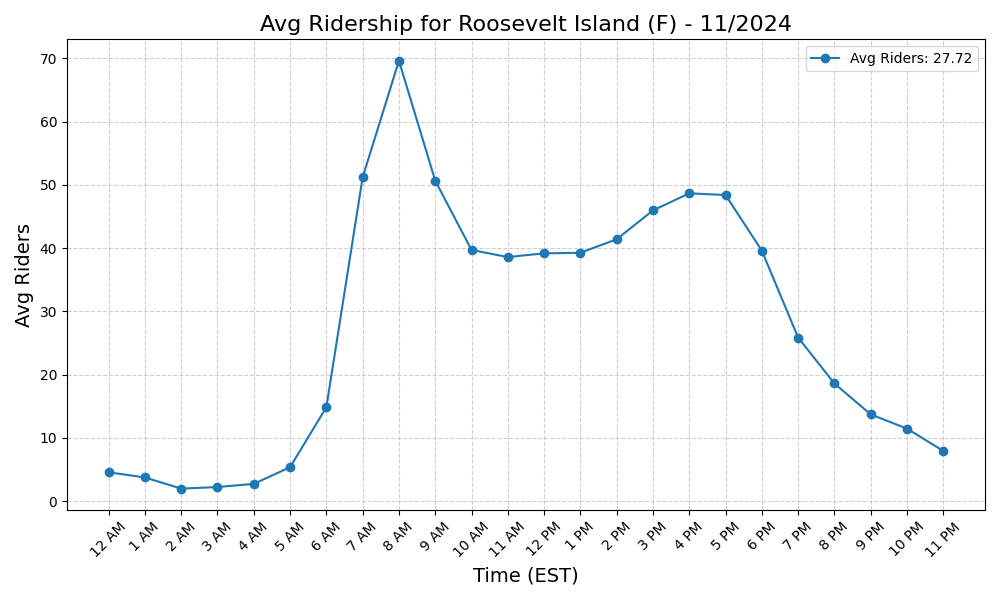 Avg Ridership for Roosevelt Island (F) - 11/2024
Avg Riders: 27.72
Avg Riders
70
60
50
40
30
20
10
0
12 AM
1 AM
2 AM
3 AM
4 AM
5 AM
6 AM
7 AM
8 AM
9 AM
10 AM
11 AM
12 PM
1 PM
2 PM
3 PM
4 PM
5 PM
6 PM
7 PM
8 PM
9 PM
10 PM
11 PM
Time (EST)